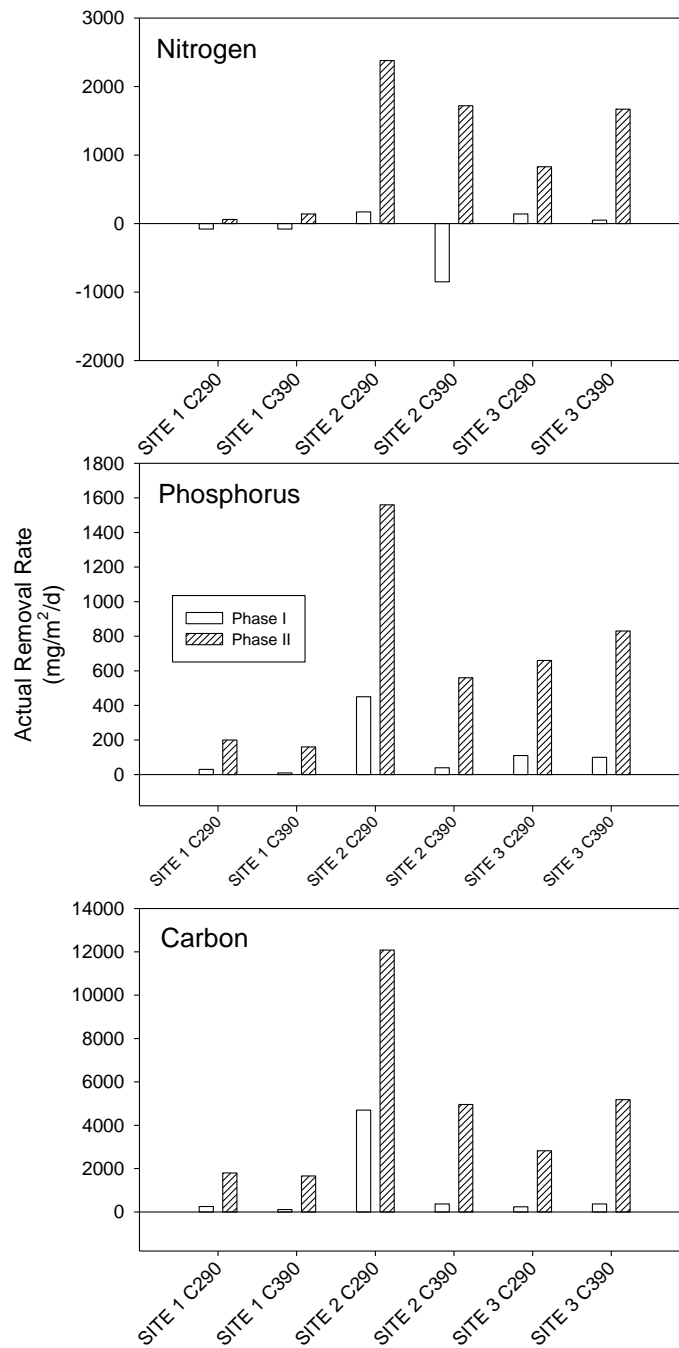 Nitrogen
3000
2000
1000
0
-1000
-2000
SITE 1 C290
SITE 1 C390
SITE 2 C290
SITE 2 C390
SITE 3 C290
SITE 3 C390
Actual Removal Rate
(mg/m²/d)
Phosphorus
1800
1600
1400
1200
1000
800
600
400
200
0
Phase I
Phase II
SITE 1 C290
SITE 1 C390
SITE 2 C290
SITE 2 C390
SITE 3 C290
SITE 3 C390
Carbon
14000
12000
10000
8000
6000
4000
2000
0
SITE 1 C290
SITE 1 C390
SITE 2 C290
SITE 2 C390
SITE 3 C290
SITE 3 C390